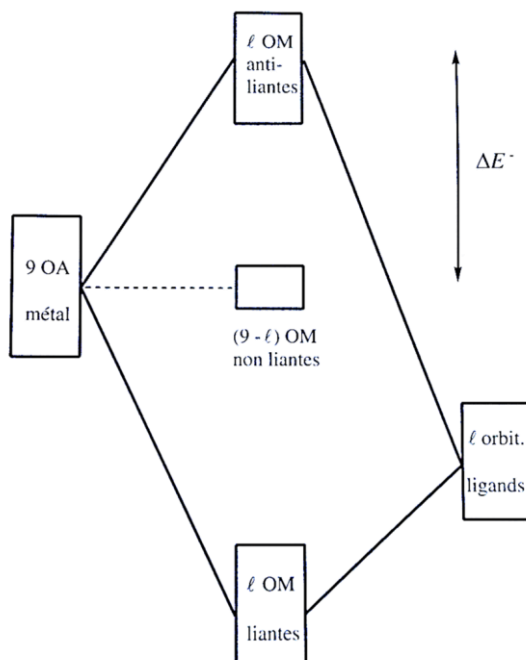 ℓ OM
anti-
liantes
ΔE -
9 OA
métal
(9 - ℓ) OM
non liantes
ℓ orbit.
ligands
ℓ OM
liantes